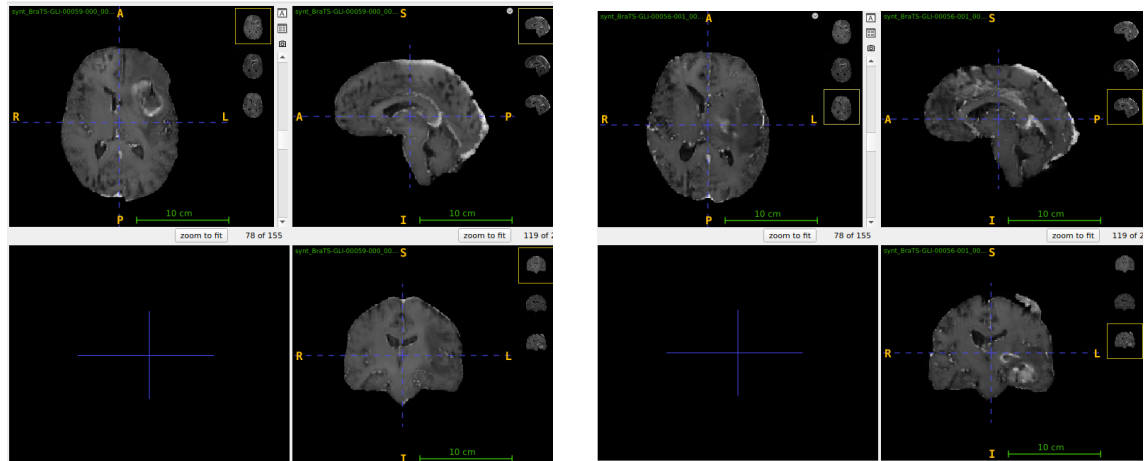 synt_BraTS-GLI-00059-000_00...
A
R
L
P
10 cm
zoom to fit
78 of 155
synt_BraTS-GLI-00059-000_00...
S
A
P
I
10 cm
zoom to fit
119 of 2
synt_BraTS-GLI-00059-000_00...
S
R
L
I
10 cm
synt_BraTS-GLI-00056-001_00...
A
R
L
P
10 cm
zoom to fit
78 of 155
synt_BraTS-GLI-00056-001_00...
S
A
P
I
10 cm
zoom to fit
119 of 2
synt_BraTS-GLI-00056-001_00...
S
R
L
I
10 cm
A
A